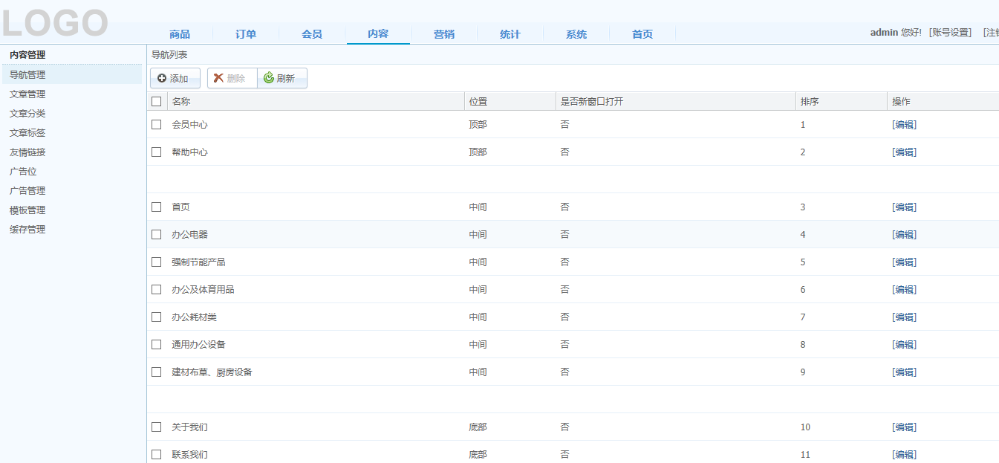 LOGO
商品 订单 会员 内容 营销 统计 系统 首页
admin 您好! [账号设置] [注
内容管理
导航管理
文章管理
文章分类
文章标签
友情链接
广告位
广告管理
模板管理
缓存管理
导航列表
添加 删除 刷新
名称 位置 是否新窗口打开 排序 操作
会员中心 顶部 否 1 [编辑]
帮助中心 顶部 否 2 [编辑]
首页 中间 否 3 [编辑]
办公电器 中间 否 4 [编辑]
强制节能产品 中间 否 5 [编辑]
办公及体育用品 中间 否 6 [编辑]
办公耗材类 中间 否 7 [编辑]
通用办公设备 中间 否 8 [编辑]
建材布草、厨房设备 中间 否 9 [编辑]
关于我们 底部 否 10 [编辑]
联系我们 底部 否 11 [编辑]